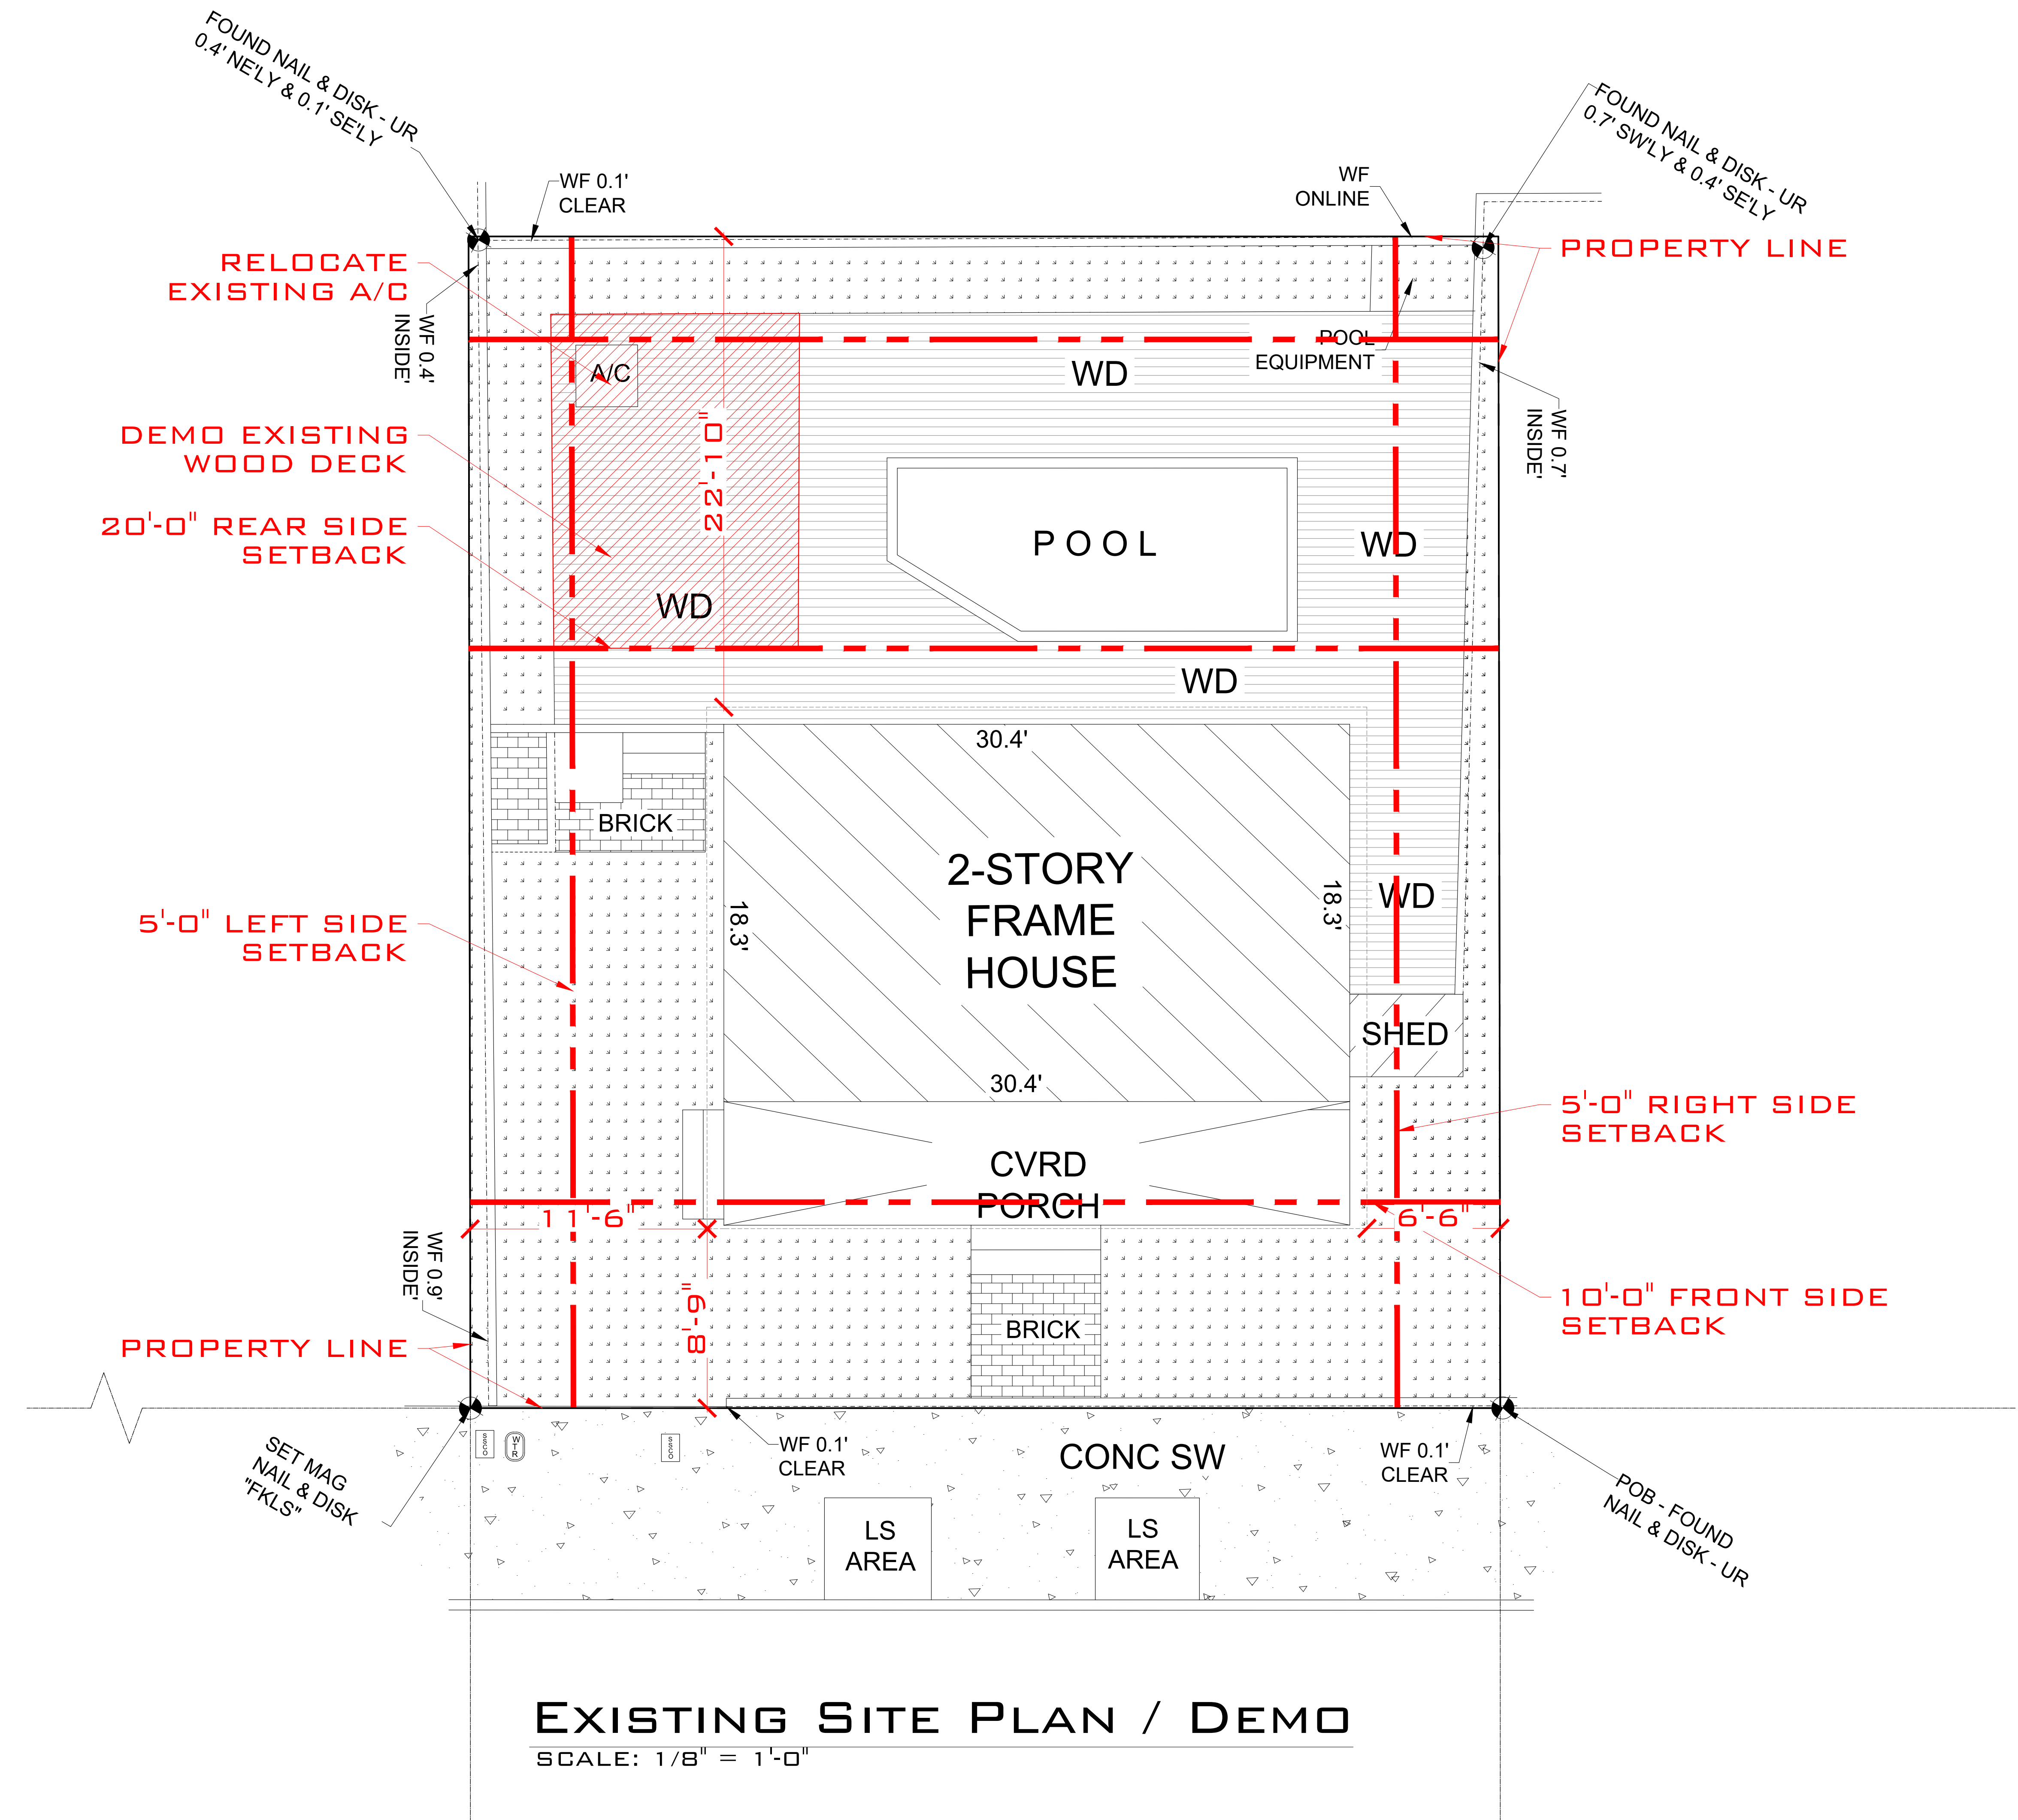 FOUND NAIL & DISK - UR
0.4' NE'LY & 0.1' SE'LY
FOUND NAIL & DISK - UR
0.7' SW'LY & 0.4' SE'LY
WF 0.1'
CLEAR
WF
ONLINE
RELOCATE
EXISTING A/C
PROPERTY LINE
WF 0.4'
INSIDE'
A/C
WD
POOL
EQUIPMENT
DEMO EXISTING
WOOD DECK
22'-10"
WF 0.7'
INSIDE'
20'-0" REAR SIDE
SETBACK
POOL
WD
WD
WD
30.4'
BRICK
2-STORY
FRAME
HOUSE
18.3'
18.3'
WD
5'-0" LEFT SIDE
SETBACK
SHED
30.4'
5'-0" RIGHT SIDE
SETBACK
CVRD
PORCH
11'-6"
6'-6"
WF 0.9'
INSIDE'
8'-9"
10'-0" FRONT SIDE
SETBACK
BRICK
PROPERTY LINE
SSCO
WTR
SSCO
WF 0.1'
CLEAR
CONC SW
WF 0.1'
CLEAR
SET MAG
NAIL & DISK
"FKLS"
POB - FOUND
NAIL & DISK - UR
LS
AREA
LS
AREA
EXISTING SITE PLAN / DEMO
SCALE: 1/8" = 1'-0"